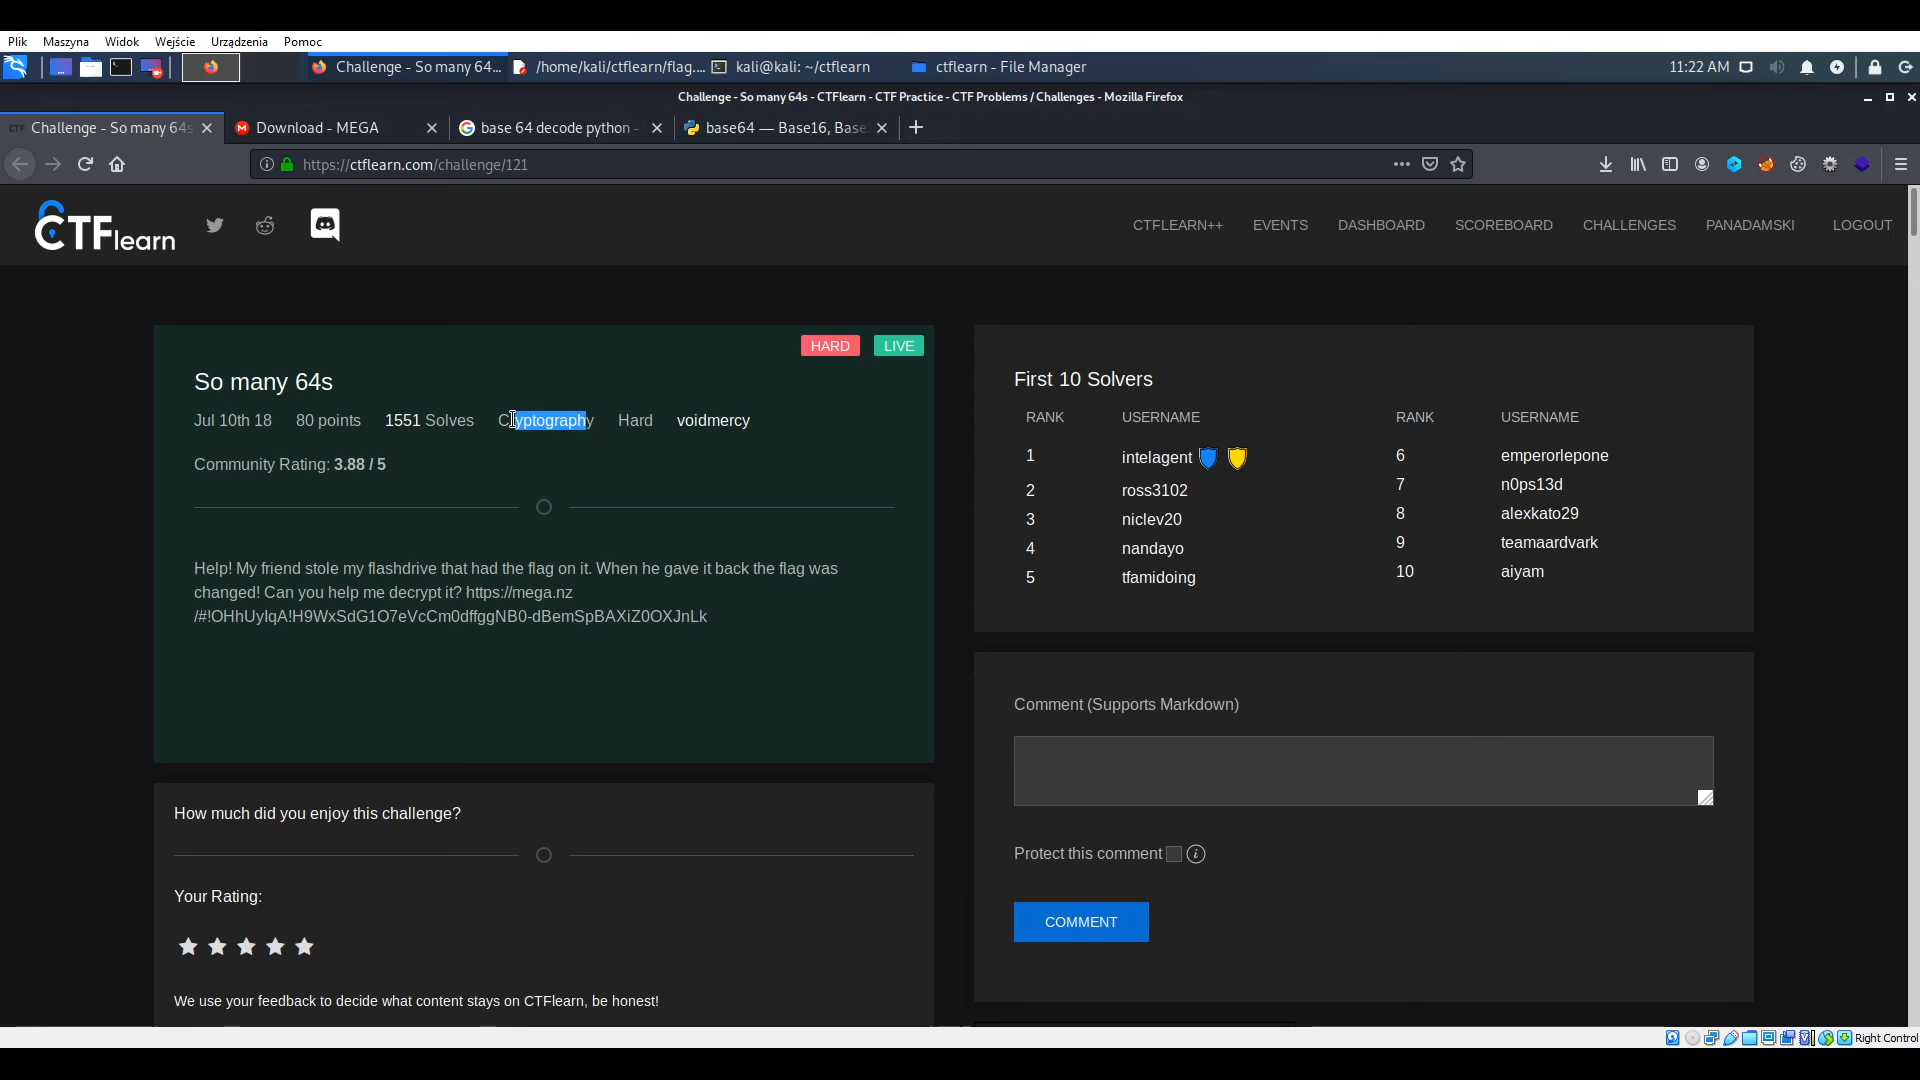 Plik Maszyna Widok Wejście Urządzenia Pomoc
Challenge - So many 64... /home/kali/ctflearn/flag.... kali@kali: ~/ctflearn ctflearn - File Manager 11:22 AM
Challenge - So many 64s - CTFlearn - CTF Practice - CTF Problems / Challenges - Mozilla Firefox
Challenge - So many 64s Download - MEGA base 64 decode python - base64 — Base16, Base
https://ctflearn.com/challenge/121
CTFlearn CTFLEARN++ EVENTS DASHBOARD SCOREBOARD CHALLENGES PANADAMSKI LOGOUT
HARD LIVE
So many 64s
Jul 10th 18 80 points 1551 Solves Cryptography Hard voidmercy
Community Rating: 3.88 / 5
Help! My friend stole my flashdrive that had the flag on it. When he gave it back the flag was
changed! Can you help me decrypt it? https://mega.nz
/#!OHhUyIqA!H9WxSdG1O7eVcCm0dffggNB0-dBemSpBAXiZ0OXJnLk
How much did you enjoy this challenge?
Your Rating:
We use your feedback to decide what content stays on CTFlearn, be honest!
First 10 Solvers
RANK USERNAME RANK USERNAME
1 intelagent 6 emperorlepone
2 ross3102 7 n0ps13d
3 niclev20 8 alexkato29
4 nandayo 9 teamaardvark
5 tfamidoing 10 aiyam
Comment (Supports Markdown)
Protect this comment
COMMENT
Right Control